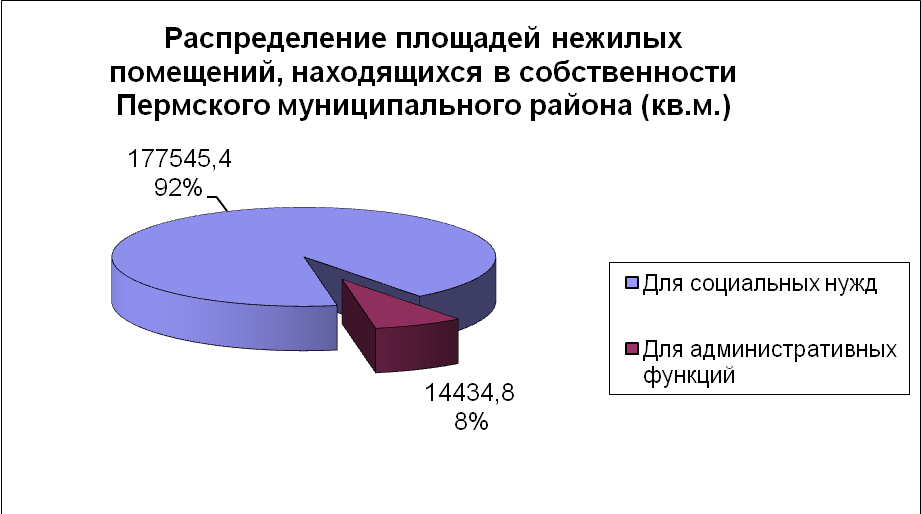 Распределение площадей нежилых
помещений, находящихся в собственности
Пермского муниципального района (кв.м.)
177545,4
92%
Для социальных нужд
Для административных
функций
14434,8
8%